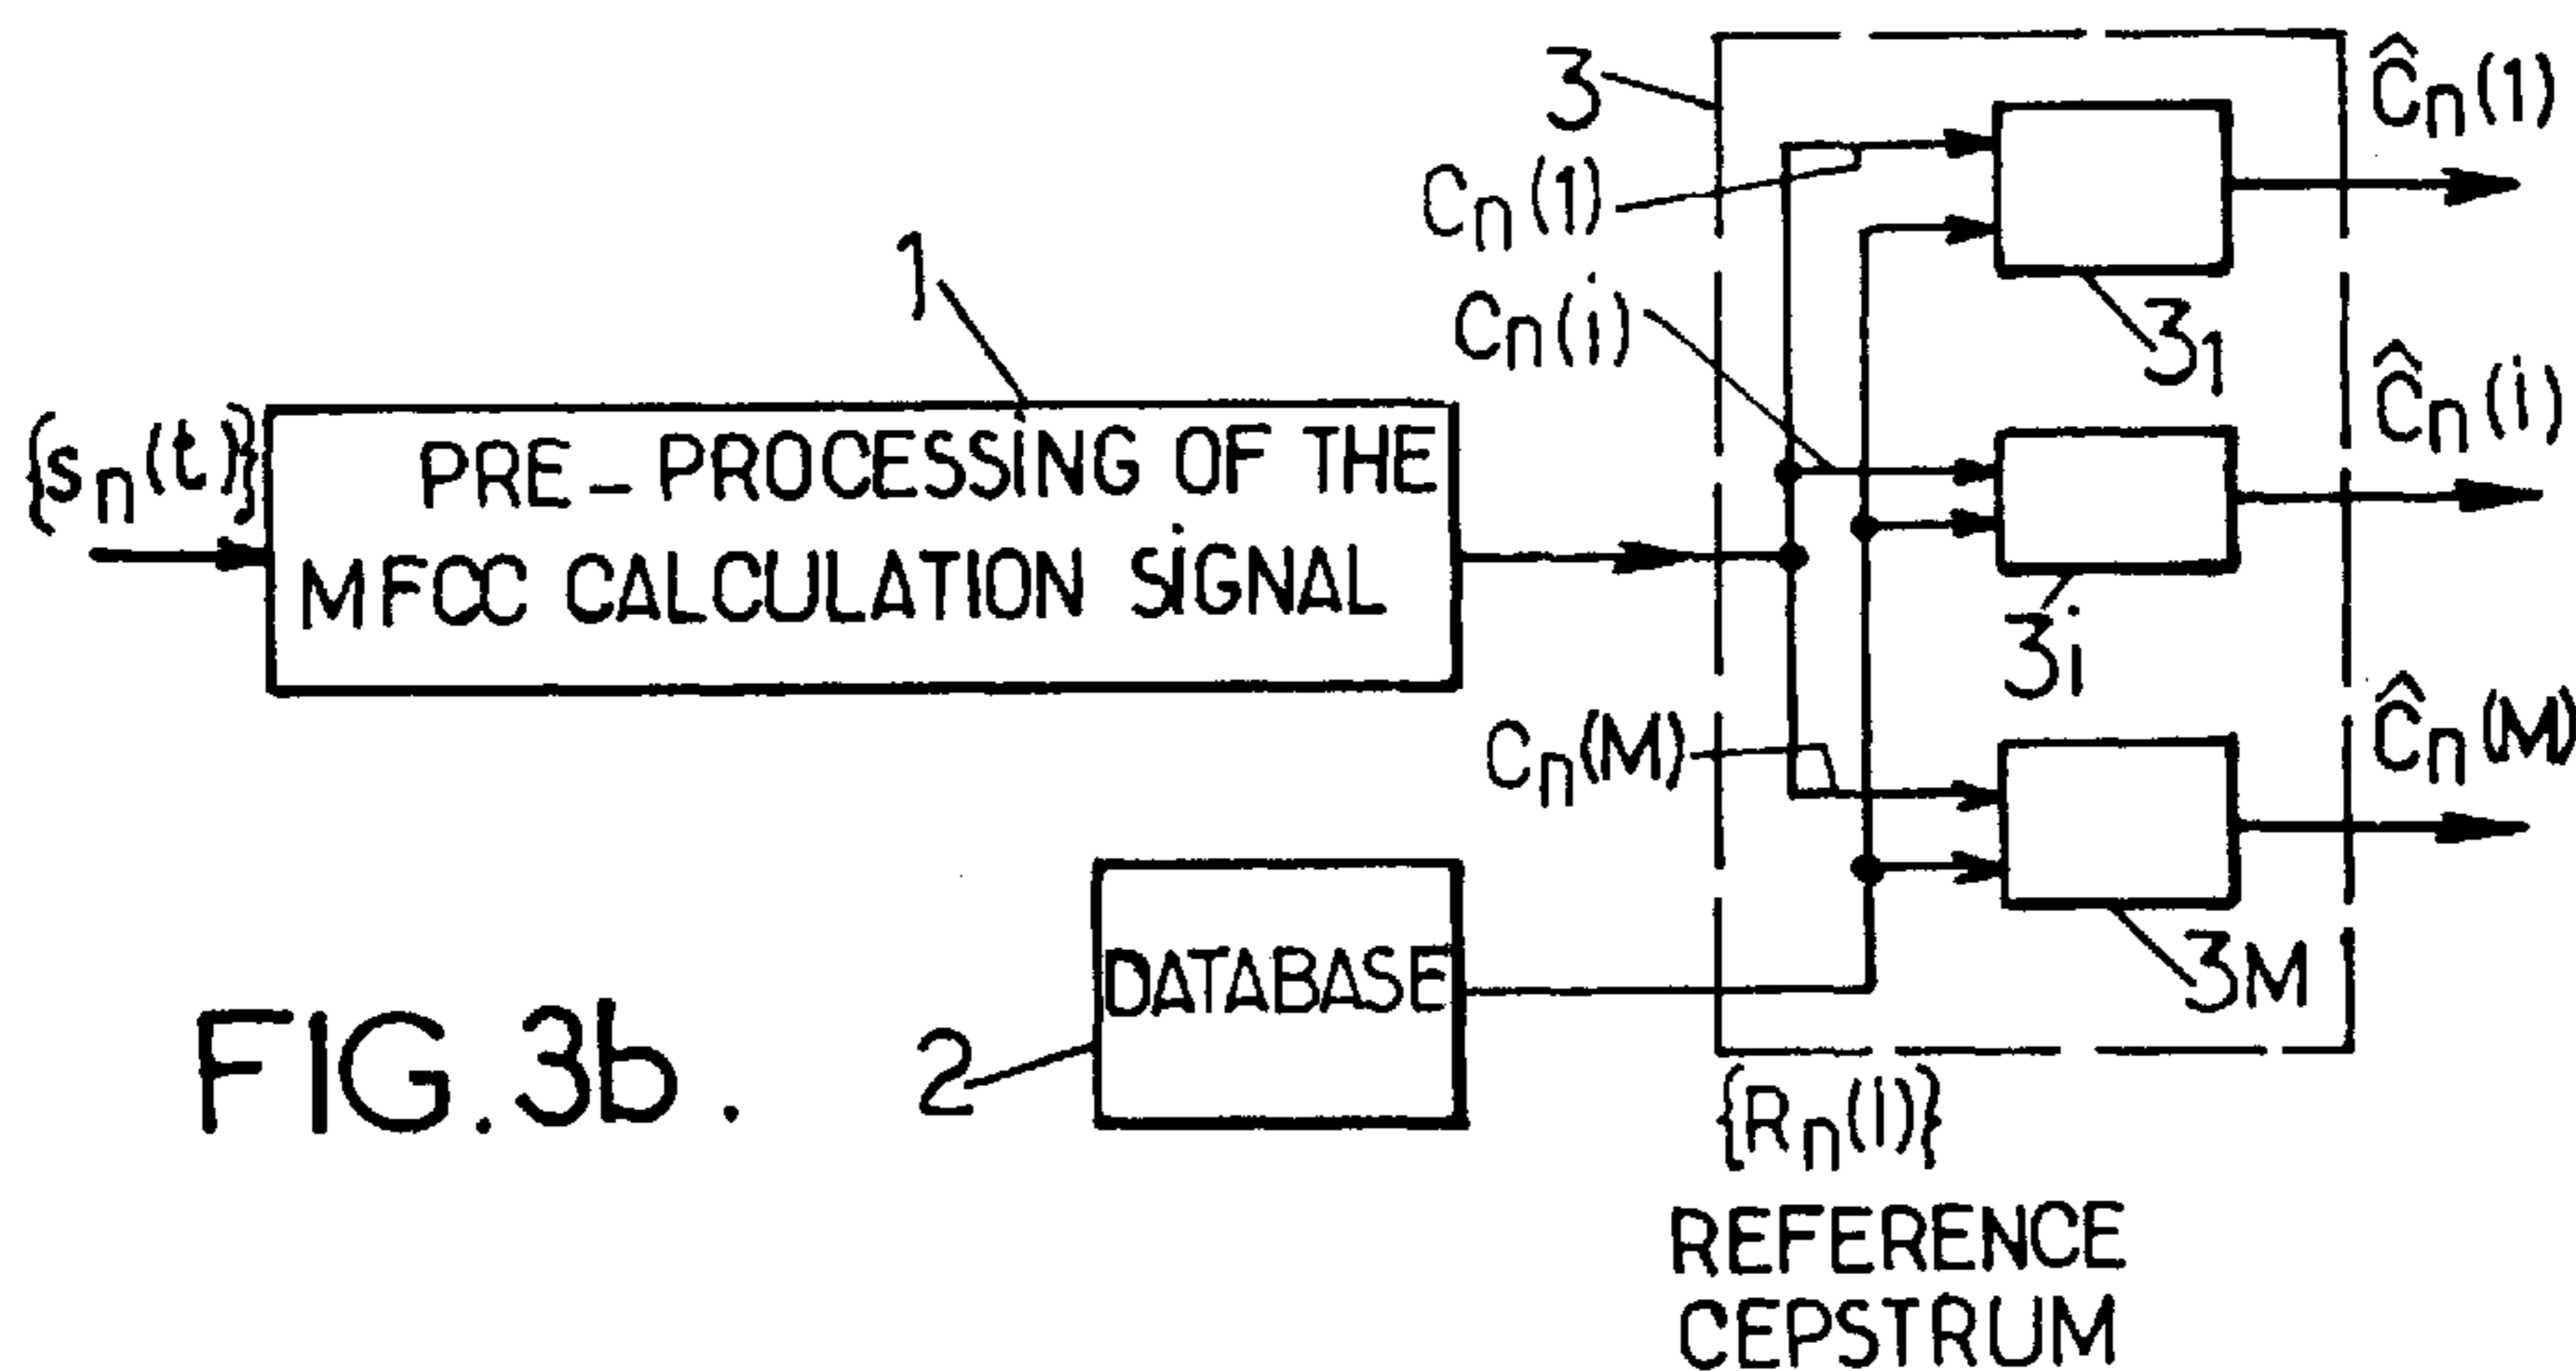 3
Ĉn(1)
Cn(1)
1
Cn(i)
31
{sn(t)}
PRE-PROCESSING OF THE
MFCC CALCULATION SIGNAL
Ĉn(i)
3i
Cn(M)
Ĉn(M)
DATABASE
3M
FIG.3b.
2
{Rn(l)}
REFERENCE
CEPSTRUM